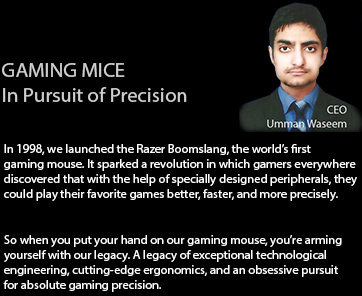 GAMING MICE
In Pursuit of Precision
CEO
Umman Waseem
In 1998, we launched the Razer Boomslang, the world's first
gaming mouse. It sparked a revolution in which gamers everywhere
discovered that with the help of specially designed peripherals, they
could play their favorite games better, faster, and more precisely.
So when you put your hand on our gaming mouse, you're arming
yourself with our legacy. A legacy of exceptional technological
engineering, cutting-edge ergonomics, and an obsessive pursuit
for absolute gaming precision.